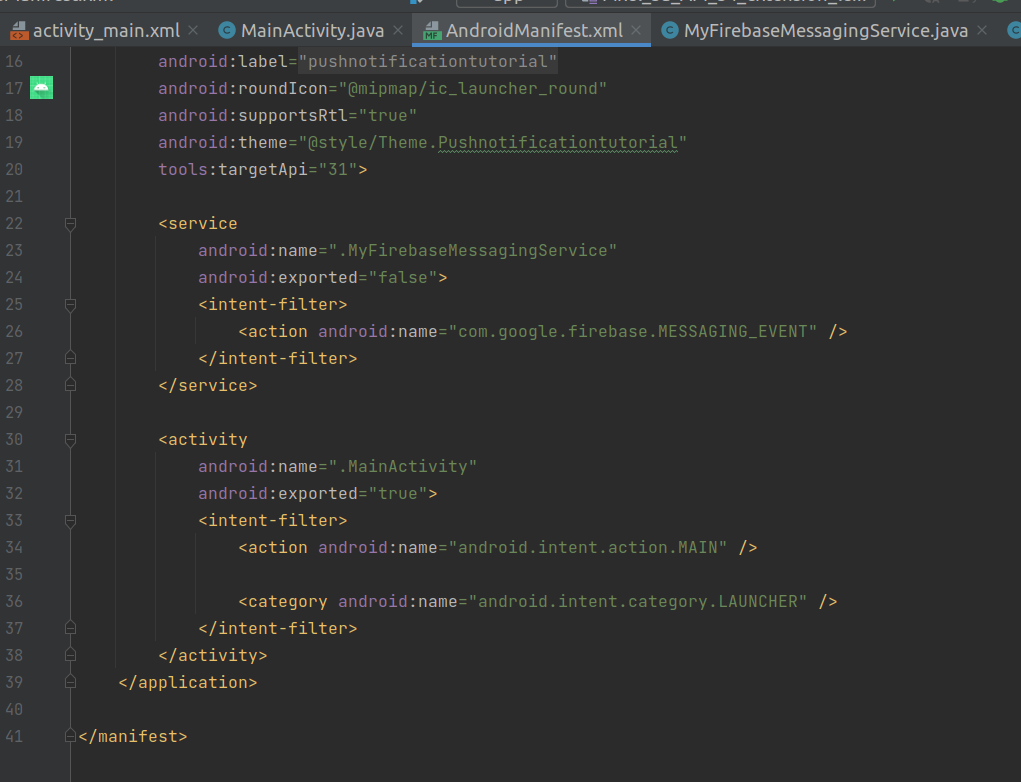 activity_main.xml MainActivity.java AndroidManifest.xml MyFirebaseMessagingService.java
16 android:label="pushnotificationtutorial"
17 android:roundIcon="@mipmap/ic_launcher_round"
18 android:supportsRtl="true"
19 android:theme="@style/Theme.Pushnotificationtutorial"
20 tools:targetApi="31">
21
22 <service
23 android:name=".MyFirebaseMessagingService"
24 android:exported="false">
25 <intent-filter>
26 <action android:name="com.google.firebase.MESSAGING_EVENT" />
27 </intent-filter>
28 </service>
29
30 <activity
31 android:name=".MainActivity"
32 android:exported="true">
33 <intent-filter>
34 <action android:name="android.intent.action.MAIN" />
35
36 <category android:name="android.intent.category.LAUNCHER" />
37 </intent-filter>
38 </activity>
39 </application>
40
41 </manifest>